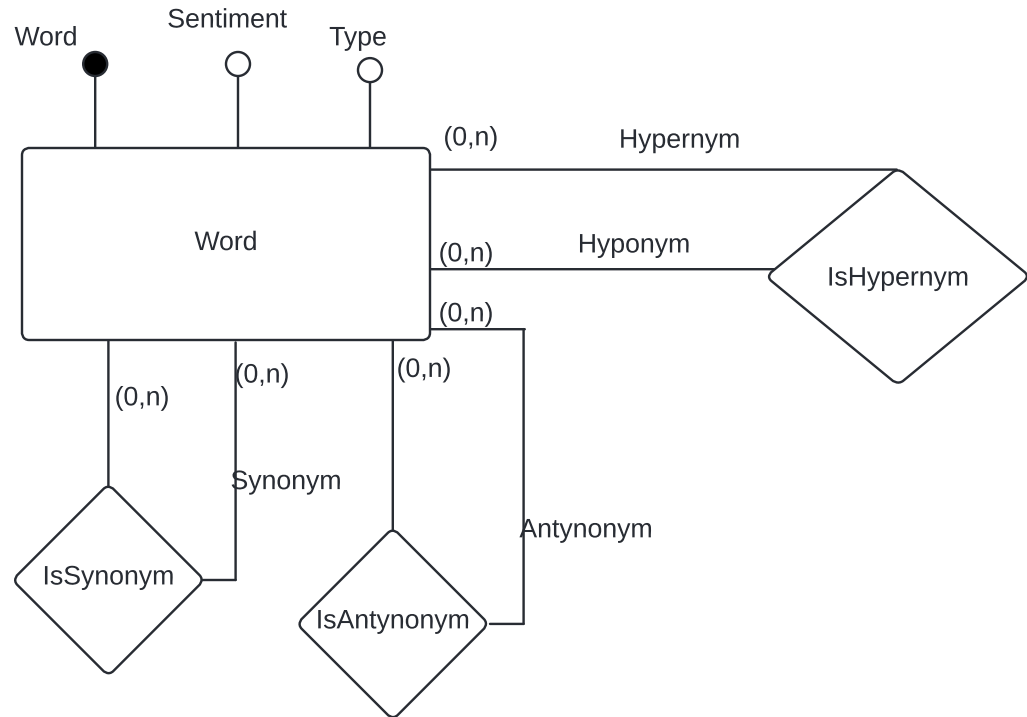 Sentiment
Word
Type
(0,n)
Hypernym
Word
(0,n)
Hyponym
IsHypernym
(0,n)
(0,n)
(0,n)
(0,n)
Synonym
Antynonym
IsSynonym
IsAntynonym